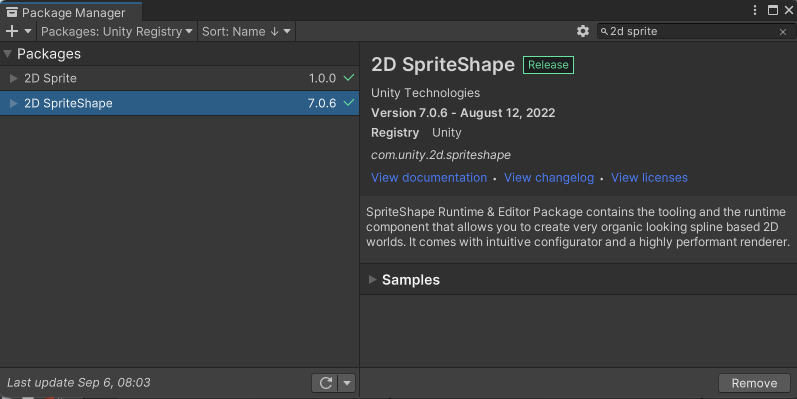 Package Manager
Packages: Unity Registry
Sort: Name ↓
2d sprite
Packages
2D Sprite 1.0.0
2D SpriteShape 7.0.6
2D SpriteShape Release
Unity Technologies
Version 7.0.6 - August 12, 2022
Registry Unity
com.unity.2d.spriteshape
View documentation • View changelog • View licenses
SpriteShape Runtime & Editor Package contains the tooling and the runtime
component that allows you to create very organic looking spline based 2D
worlds. It comes with intuitive configurator and a highly performant renderer.
Samples
Last update Sep 6, 08:03
Remove